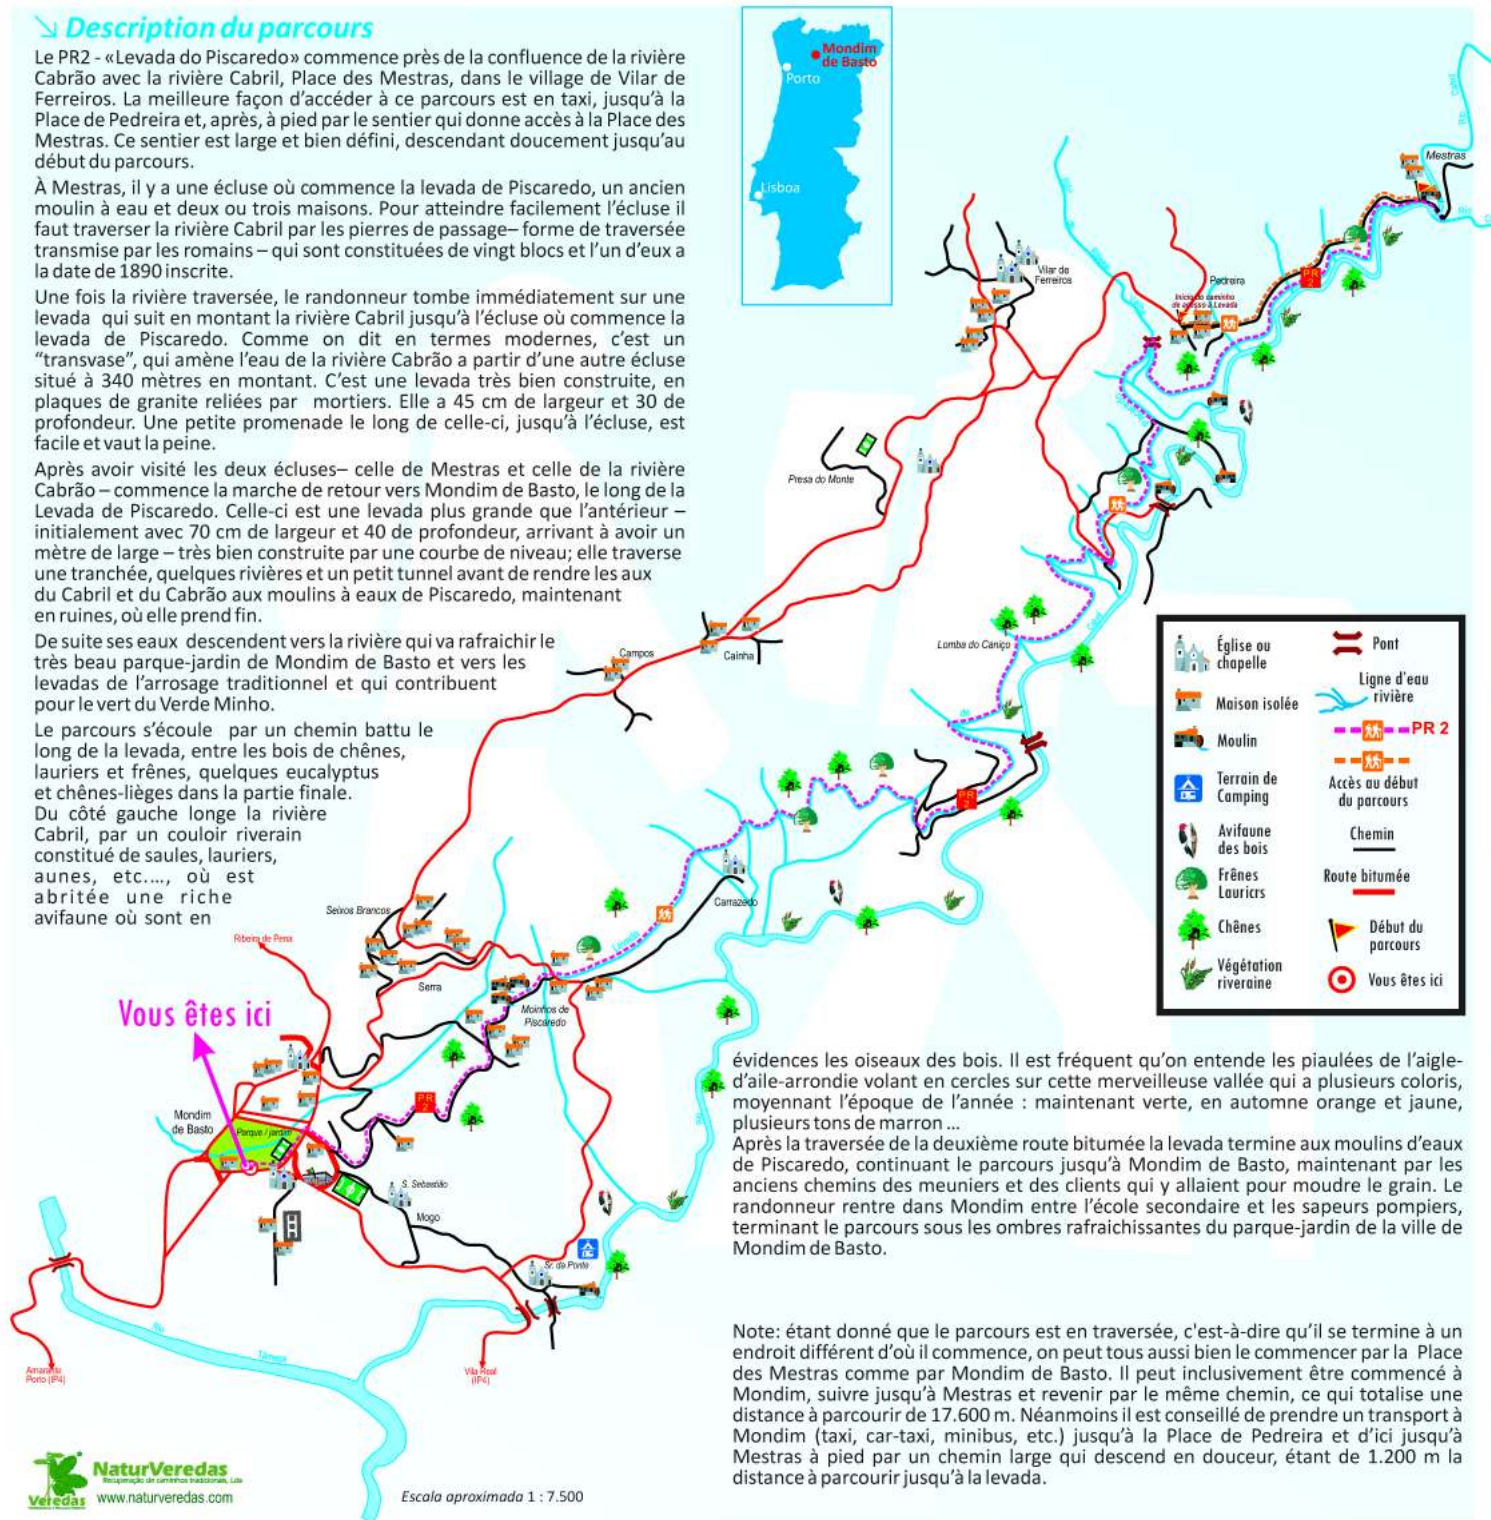 Description du parcours
Le PR2 - «Levada do Piscaredo» commence près de la confluence de la rivière
Cabrão avec la rivière Cabril, Place des Mestras, dans le village de Vilar de
Ferreiros. La meilleure façon d'accéder à ce parcours est en taxi, jusqu'à la
Place de Pedreira et, après, à pied par le sentier qui donne accès à la Place des
Mestras. Ce sentier est large et bien défini, descendant doucement jusqu'au
début du parcours.
À Mestras, il y a une écluse où commence la levada de Piscaredo, un ancien
moulin à eau et deux ou trois maisons. Pour atteindre facilement l'écluse il
faut traverser la rivière Cabril par les pierres de passage– forme de traversée
transmise par les romains – qui sont constituées de vingt blocs et l'un d'eux a
la date de 1890 inscrite.
Une fois la rivière traversée, le randonneur tombe immédiatement sur une
levada qui suit en montant la rivière Cabril jusqu'à l'écluse où commence la
levada de Piscaredo. Comme on dit en termes modernes, c'est un
"transvase", qui amène l'eau de la rivière Cabrão a partir d'une autre écluse
situé à 340 mètres en montant. C'est une levada très bien construite, en
plaques de granite reliées par mortiers. Elle a 45 cm de largeur et 30 de
profondeur. Une petite promenade le long de celle-ci, jusqu'à l'écluse, est
facile et vaut la peine.
Après avoir visité les deux écluses– celle de Mestras et celle de la rivière
Cabrão – commence la marche de retour vers Mondim de Basto, le long de la
Levada de Piscaredo. Celle-ci est une levada plus grande que l'antérieur –
initialement avec 70 cm de largeur et 40 de profondeur, arrivant à avoir un
mètre de large – très bien construite par une courbe de niveau; elle traverse
une tranchée, quelques rivières et un petit tunnel avant de rendre les aux
du Cabril et du Cabrão aux moulins à eaux de Piscaredo, maintenant
en ruines, où elle prend fin.
De suite ses eaux descendent vers la rivière qui va rafraichir le
très beau parque-jardin de Mondim de Basto et vers les
levadas de l'arrosage traditionnel et qui contribuent
pour le vert du Verde Minho.
Le parcours s'écoule par un chemin battu le
long de la levada, entre les bois de chênes,
lauriers et frênes, quelques eucalyptus
et chênes-lièges dans la partie finale.
Du côté gauche longe la rivière
Cabril, par un couloir riverain
constitué de saules, lauriers,
aunes, etc...., où est
abritée une riche
avifaune où sont en
Mondim
de Basto
Porto
Lisboa
Rio
Cabril
Mestras
Rio
PR
2
Vilar de
Ferreiros
Pedreira
Inicio do caminho
de acesso à Levada
Presa do Monte
Lomba do Caniço
Campos
Cainha
de
PR
2
Carrazedo
Levada
Seixos Brancos
Ribeira de Pena
Serra
Moinhos de
Piscaredo
Vous êtes ici
PR
2
Mondim
de Basto
Parque / jardim
S. Sebastião
Mogo
Sr. da Ponte
Rio
Rio
Tâmega
Amarante
Porto (IP4)
Vila Real
(IP4)
Église ou
chapelle
Maison isolée
Moulin
Terrain de
Camping
Avifaune
des bois
Frênes
Lauricrs
Chênes
Végétation
riveraine
Pont
Ligne d'eau
rivière
PR 2
Accès au début
du parcours
Chemin
Route bitumée
Début du
parcours
Vous êtes ici
évidences les oiseaux des bois. Il est fréquent qu'on entende les piaulées de l'aigle-
d'aile-arrondie volant en cercles sur cette merveilleuse vallée qui a plusieurs coloris,
moyennant l'époque de l'année : maintenant verte, en automne orange et jaune,
plusieurs tons de marron ...
Après la traversée de la deuxième route bitumée la levada termine aux moulins d'eaux
de Piscaredo, continuant le parcours jusqu'à Mondim de Basto, maintenant par les
anciens chemins des meuniers et des clients qui y allaient pour moudre le grain. Le
randonneur rentre dans Mondim entre l'école secondaire et les sapeurs pompiers,
terminant le parcours sous les ombres rafraichissantes du parque-jardin de la ville de
Mondim de Basto.
Note: étant donné que le parcours est en traversée, c'est-à-dire qu'il se termine à un
endroit différent d'où il commence, on peut tous aussi bien le commencer par la Place
des Mestras comme par Mondim de Basto. Il peut inclusivement être commencé à
Mondim, suivre jusqu'à Mestras et revenir par le même chemin, ce qui totalise une
distance à parcourir de 17.600 m. Néanmoins il est conseillé de prendre un transport à
Mondim (taxi, car-taxi, minibus, etc.) jusqu'à la Place de Pedreira et d'ici jusqu'à
Mestras à pied par un chemin large qui descend en douceur, étant de 1.200 m la
distance à parcourir jusqu'à la levada.
NaturVeredas
Recuperação de caminhos tradicionais, Lda
Veredas
www.naturveredas.com
Escala aproximada 1 : 7.500